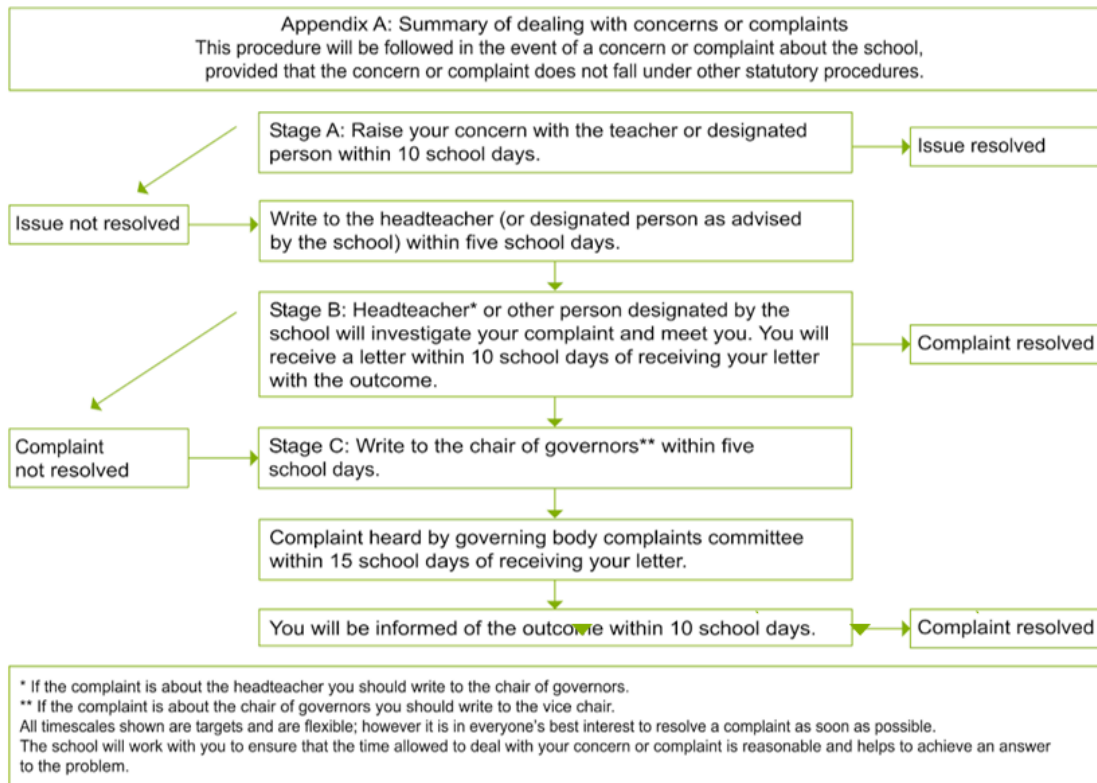 Appendix A: Summary of dealing with concerns or complaints
This procedure will be followed in the event of a concern or complaint about the school,
provided that the concern or complaint does not fall under other statutory procedures.
Stage A: Raise your concern with the teacher or designated
person within 10 school days.
Issue resolved
Issue not resolved
Write to the headteacher (or designated person as advised
by the school) within five school days.
Stage B: Headteacher* or other person designated by the
school will investigate your complaint and meet you. You will
receive a letter within 10 school days of receiving your letter
with the outcome.
Complaint resolved
Complaint
not resolved
Stage C: Write to the chair of governors** within five
school days.
Complaint heard by governing body complaints committee
within 15 school days of receiving your letter.
You will be informed of the outcome within 10 school days.
Complaint resolved
* If the complaint is about the headteacher you should write to the chair of governors.
** If the complaint is about the chair of governors you should write to the vice chair.
All timescales shown are targets and are flexible; however it is in everyone's best interest to resolve a complaint as soon as possible.
The school will work with you to ensure that the time allowed to deal with your concern or complaint is reasonable and helps to achieve an answer
to the problem.